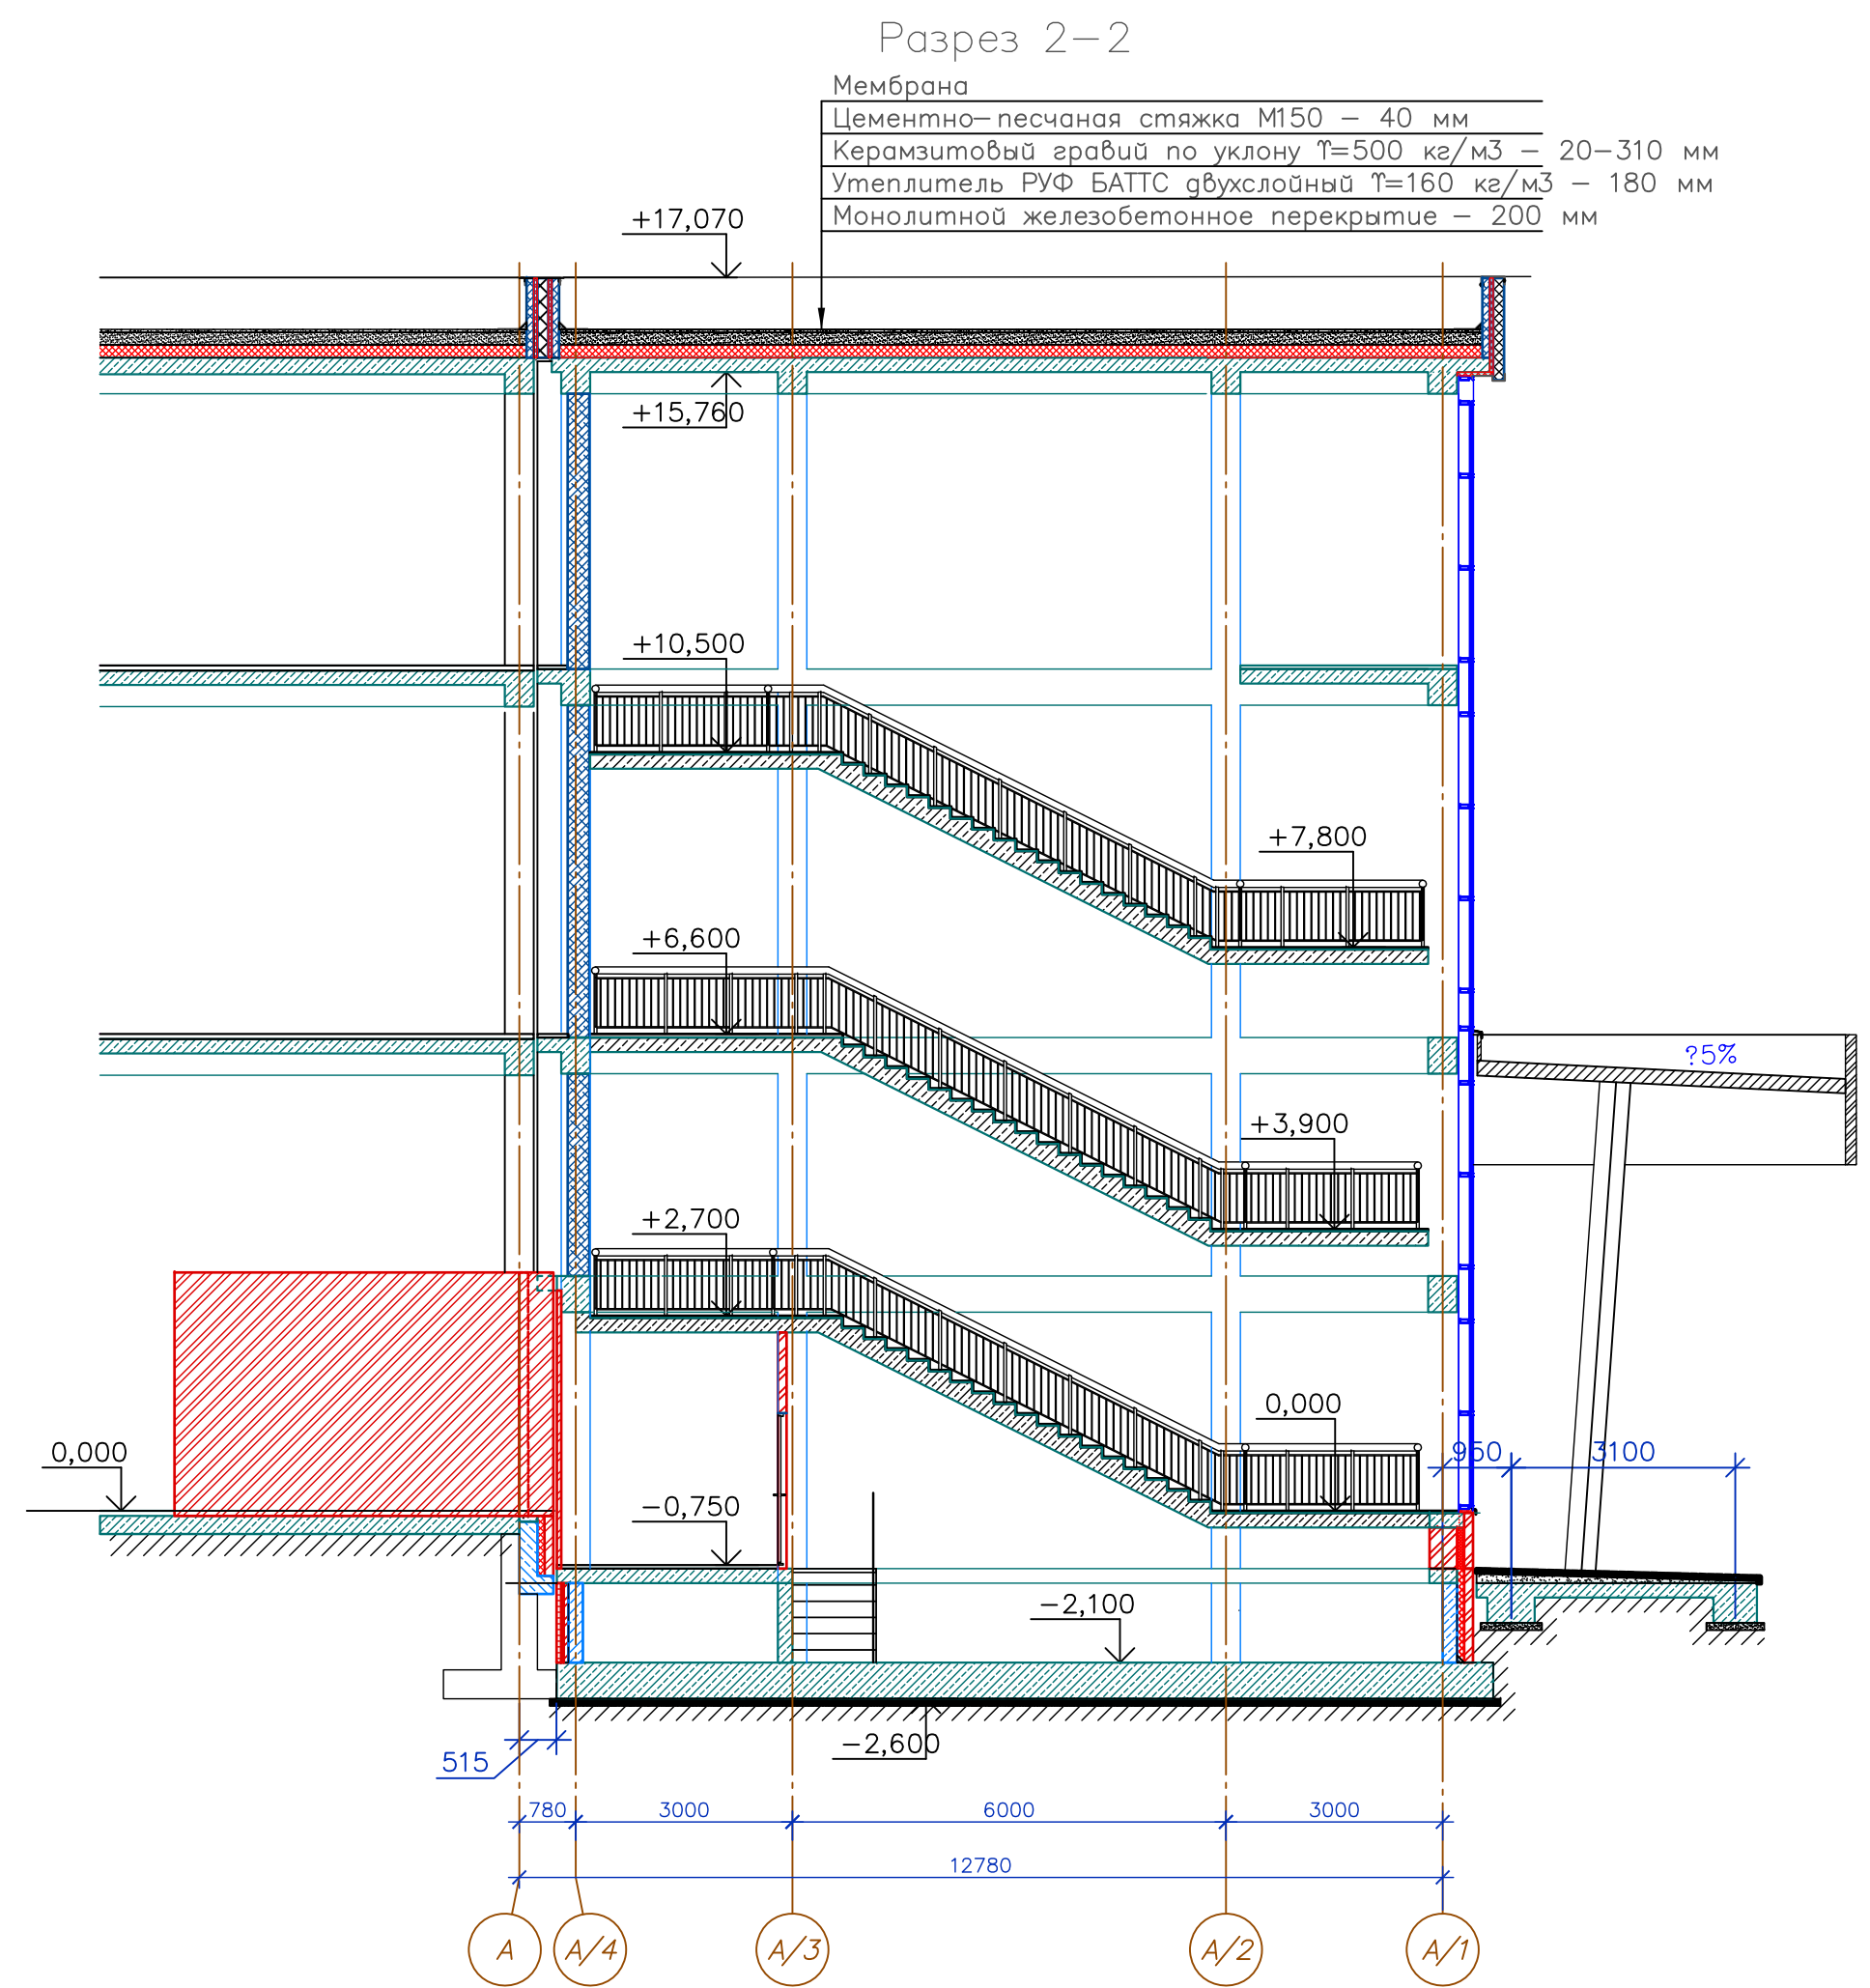 Разрез 2-2
Мембрана
Цементно-песчаная стяжка М150 - 40 мм
Керамзитовый гравий по уклону ϒ=500 кг/м3 - 20-310 мм
Утеплитель РУФ БАТТС двухслойный ϒ=160 кг/м3 - 180 мм
Монолитной железобетонное перекрытие - 200 мм
+17,070
+15,760
+10,500
+7,800
+6,600
?5%
+3,900
+2,700
0,000
0,000
950
3100
-0,750
-2,100
-2,600
515
780
3000
6000
3000
12780
А
А/4
А/3
А/2
А/1